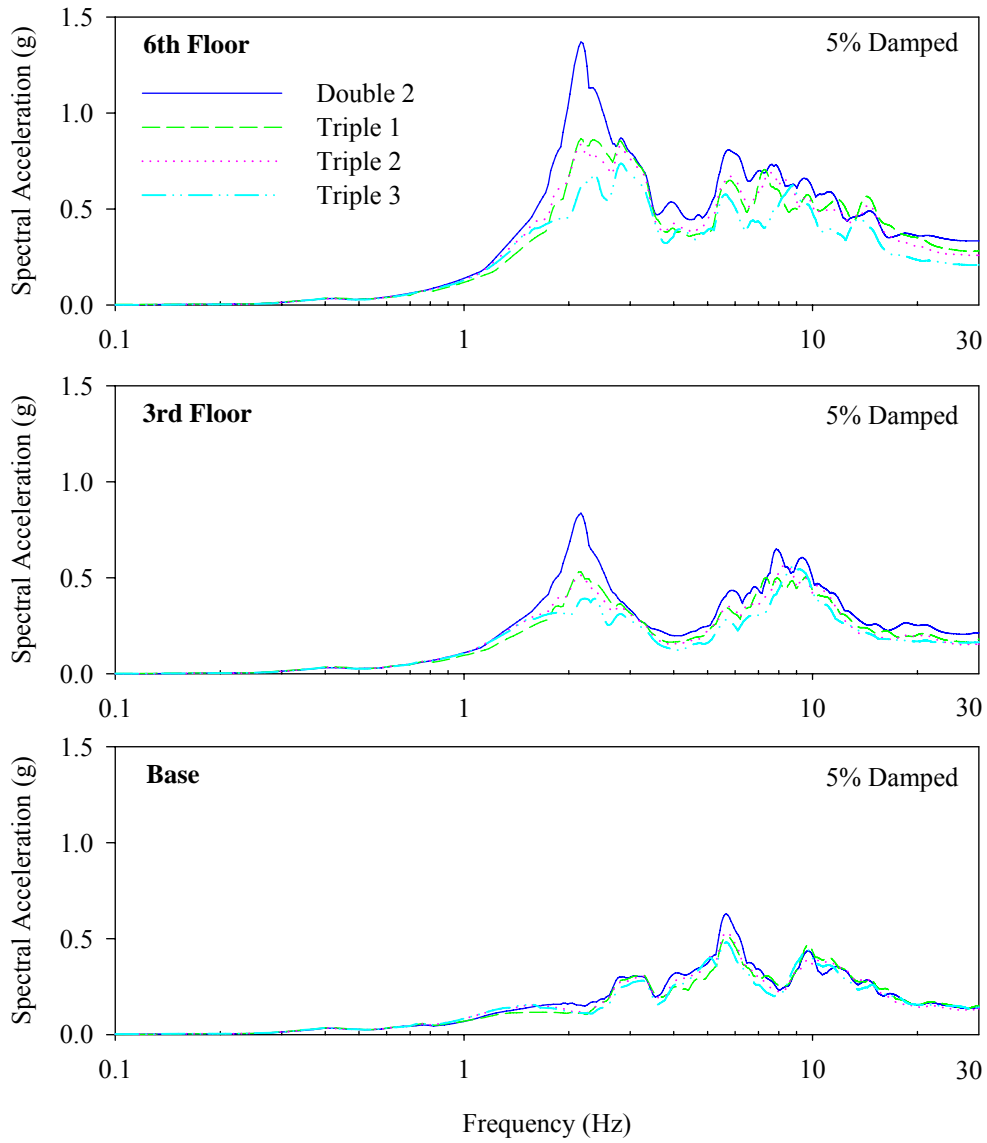 1.5
6th Floor
5% Damped
Double 2
Triple 1
Triple 2
Triple 3
1.0
0.5
0.0
Spectral Acceleration (g)
0.1 1 10 30
1.5
3rd Floor
5% Damped
1.0
0.5
0.0
Spectral Acceleration (g)
0.1 1 10 30
1.5
Base
5% Damped
1.0
0.5
0.0
Spectral Acceleration (g)
0.1 1 10 30
Frequency (Hz)